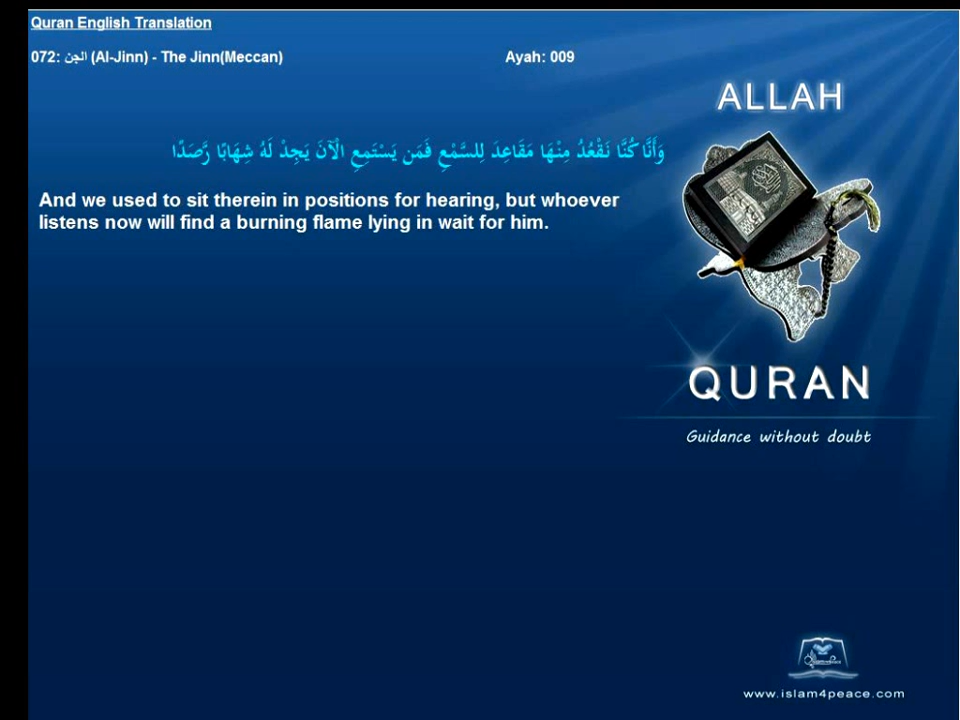 Quran English Translation
072: الجن (Al-Jinn) - The Jinn(Meccan)
Ayah: 009
ALLAH
وَأَنَّا كُنَّا نَقْعُدُ مِنْهَا مَقَاعِدَ لِلسَّمْعِ فَمَن يَسْتَمِعِ الْآنَ يَجِدْ لَهُ شِهَابًا رَّصَدًا
And we used to sit therein in positions for hearing, but whoever
listens now will find a burning flame lying in wait for him.
QURAN
Guidance without doubt
www.islam4peace.com